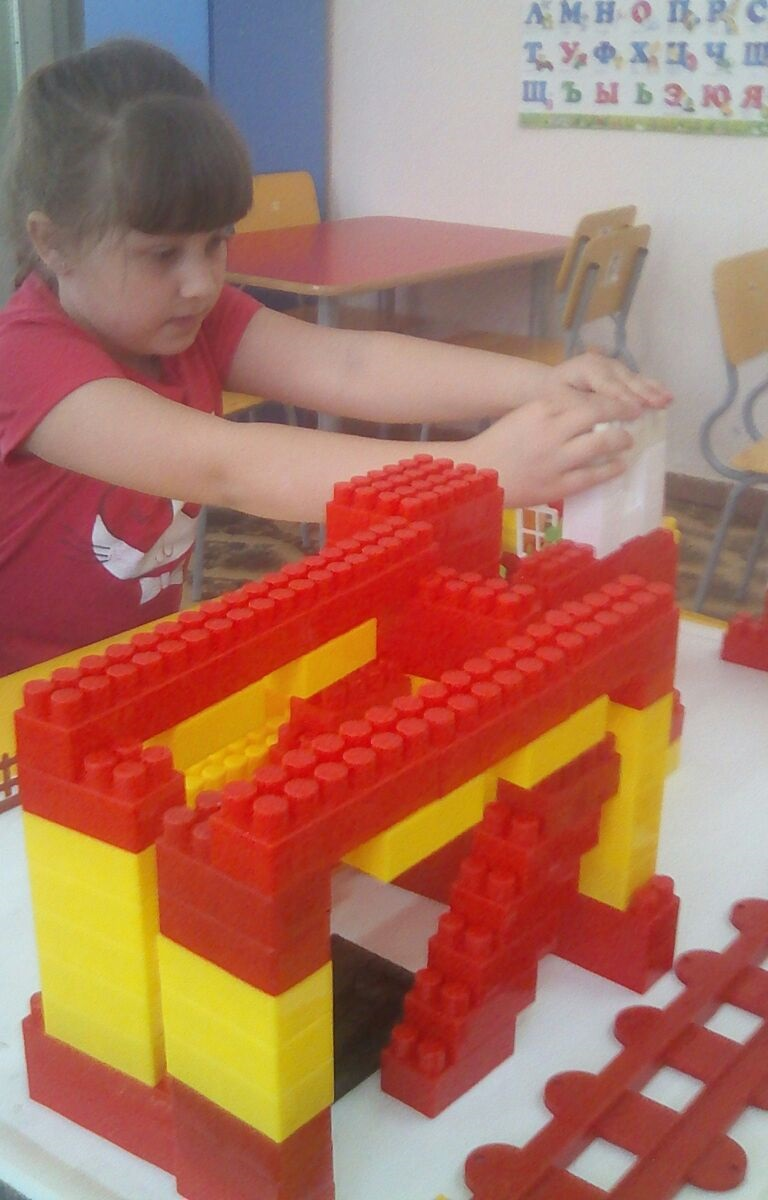 Л М Н О П Р С
Т У Ф Х Ц Ч Ш
Щ Ъ Ы Ь Э Ю Я